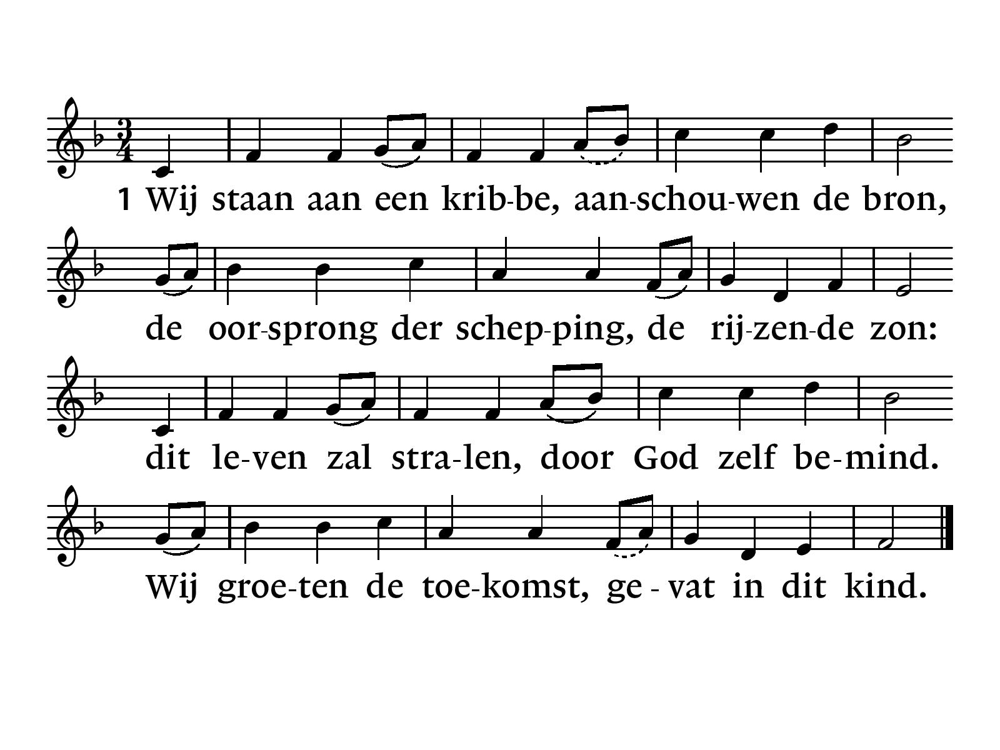 1 Wij staan aan een krib-be, aan-schou-wen de bron,
de oor-sprong der schep-ping, de rij-zen-de zon:
dit le-ven zal stra-len, door God zelf be-mind.
Wij groe-ten de toe-komst, ge-vat in dit kind.